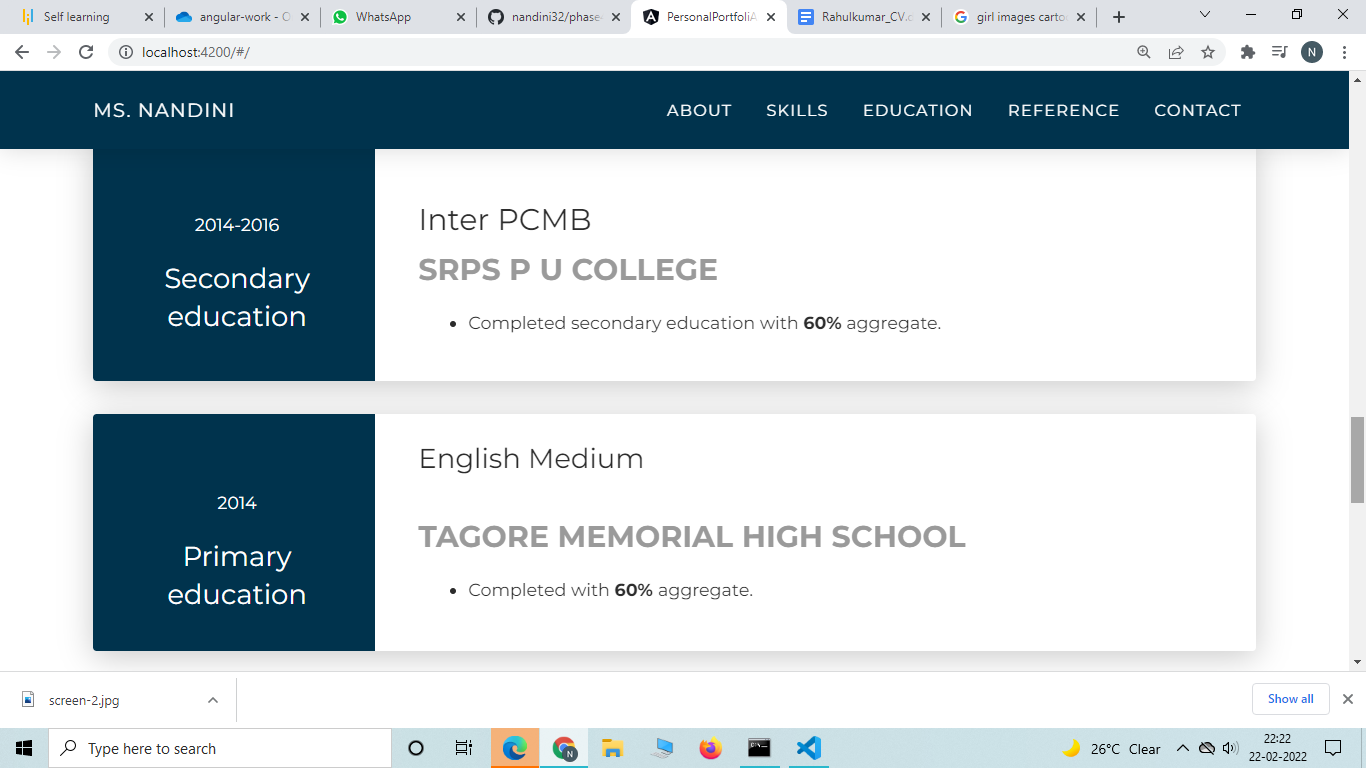 Self learning
angular-work - O
WhatsApp
nandini32/phase
PersonalPortfoliA
Rahulkumar_CV.d
girl images carto
localhost:4200/#/
N
MS. NANDINI
ABOUT SKILLS EDUCATION REFERENCE CONTACT
2014-2016
Secondary
education
Inter PCMB
SRPS P U COLLEGE
Completed secondary education with 60% aggregate.
2014
Primary
education
English Medium
TAGORE MEMORIAL HIGH SCHOOL
Completed with 60% aggregate.
screen-2.jpg
Show all
Type here to search
N
26°C Clear
22:22
22-02-2022